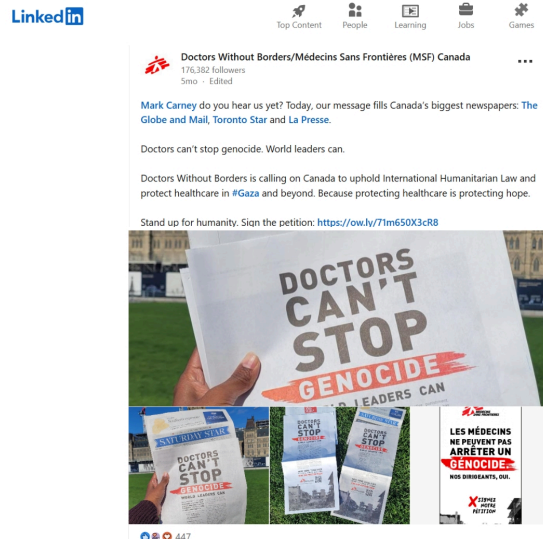 LinkedIn
Top Content
People
Learning
Jobs
Games
Doctors Without Borders/Médecins Sans Frontières (MSF) Canada
176,382 followers
5mo · Edited
Mark Carney do you hear us yet? Today, our message fills Canada's biggest newspapers: The
Globe and Mail, Toronto Star and La Presse.
Doctors can't stop genocide. World leaders can.
Doctors Without Borders is calling on Canada to uphold International Humanitarian Law and
protect healthcare in #Gaza and beyond. Because protecting healthcare is protecting hope.
Stand up for humanity. Sign the petition: https://ow.ly/71m650X3cR8
DOCTORS
CAN'T
STOP
GENOCIDE
WORLD LEADERS CAN
SATURDAY STAR
DOCTORS
CAN'T
STOP
GENOCIDE
WORLD LEADERS CAN
DOCTORS
CAN'T
STOP
GENOCIDE
SATURDAY STAR
DOCTORS
CAN'T
STOP
GENOCIDE
LES MÉDECINS
NE PEUVENT PAS
ARRÊTER UN
GÉNOCIDE.
NOS DIRIGEANTS, OUI.
SIGNEZ
NOTRE
PÉTITION
447